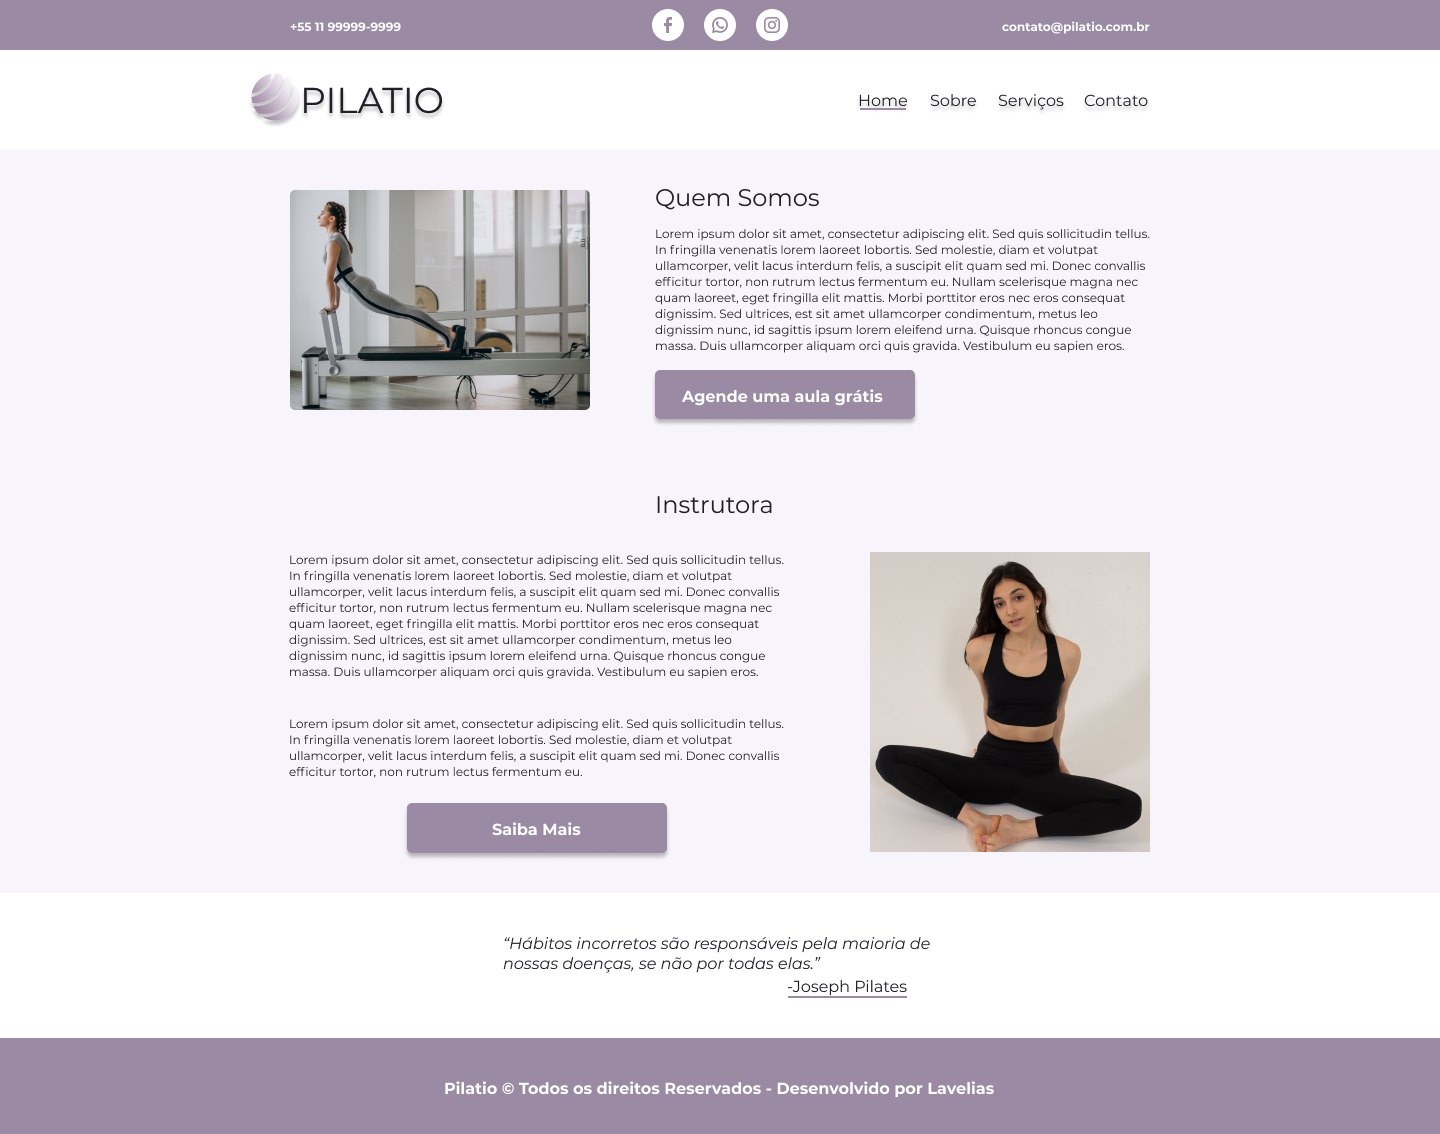 +55 11 99999-9999
contato@pilatio.com.br
PILATIO
Home Sobre Serviços Contato
Quem Somos
Lorem ipsum dolor sit amet, consectetur adipiscing elit. Sed quis sollicitudin tellus.
In fringilla venenatis lorem laoreet lobortis. Sed molestie, diam et volutpat
ullamcorper, velit lacus interdum felis, a suscipit elit quam sed mi. Donec convallis
efficitur tortor, non rutrum lectus fermentum eu. Nullam scelerisque magna nec
quam laoreet, eget fringilla elit mattis. Morbi porttitor eros nec eros consequat
dignissim. Sed ultrices, est sit amet ullamcorper condimentum, metus leo
dignissim nunc, id sagittis ipsum lorem eleifend urna. Quisque rhoncus congue
massa. Duis ullamcorper aliquam orci quis gravida. Vestibulum eu sapien eros.
Agende uma aula grátis
Instrutora
Lorem ipsum dolor sit amet, consectetur adipiscing elit. Sed quis sollicitudin tellus.
In fringilla venenatis lorem laoreet lobortis. Sed molestie, diam et volutpat
ullamcorper, velit lacus interdum felis, a suscipit elit quam sed mi. Donec convallis
efficitur tortor, non rutrum lectus fermentum eu. Nullam scelerisque magna nec
quam laoreet, eget fringilla elit mattis. Morbi porttitor eros nec eros consequat
dignissim. Sed ultrices, est sit amet ullamcorper condimentum, metus leo
dignissim nunc, id sagittis ipsum lorem eleifend urna. Quisque rhoncus congue
massa. Duis ullamcorper aliquam orci quis gravida. Vestibulum eu sapien eros.
Lorem ipsum dolor sit amet, consectetur adipiscing elit. Sed quis sollicitudin tellus.
In fringilla venenatis lorem laoreet lobortis. Sed molestie, diam et volutpat
ullamcorper, velit lacus interdum felis, a suscipit elit quam sed mi. Donec convallis
efficitur tortor, non rutrum lectus fermentum eu.
Saiba Mais
“Hábitos incorretos são responsáveis pela maioria de
nossas doenças, se não por todas elas.”
-Joseph Pilates
Pilatio © Todos os direitos Reservados - Desenvolvido por Lavelias